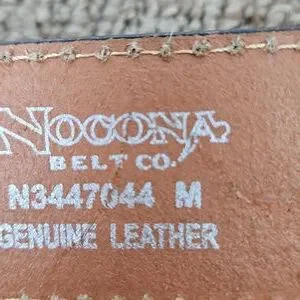 NOCONA
BELT CO.
N3447044 M
GENUINE LEATHER